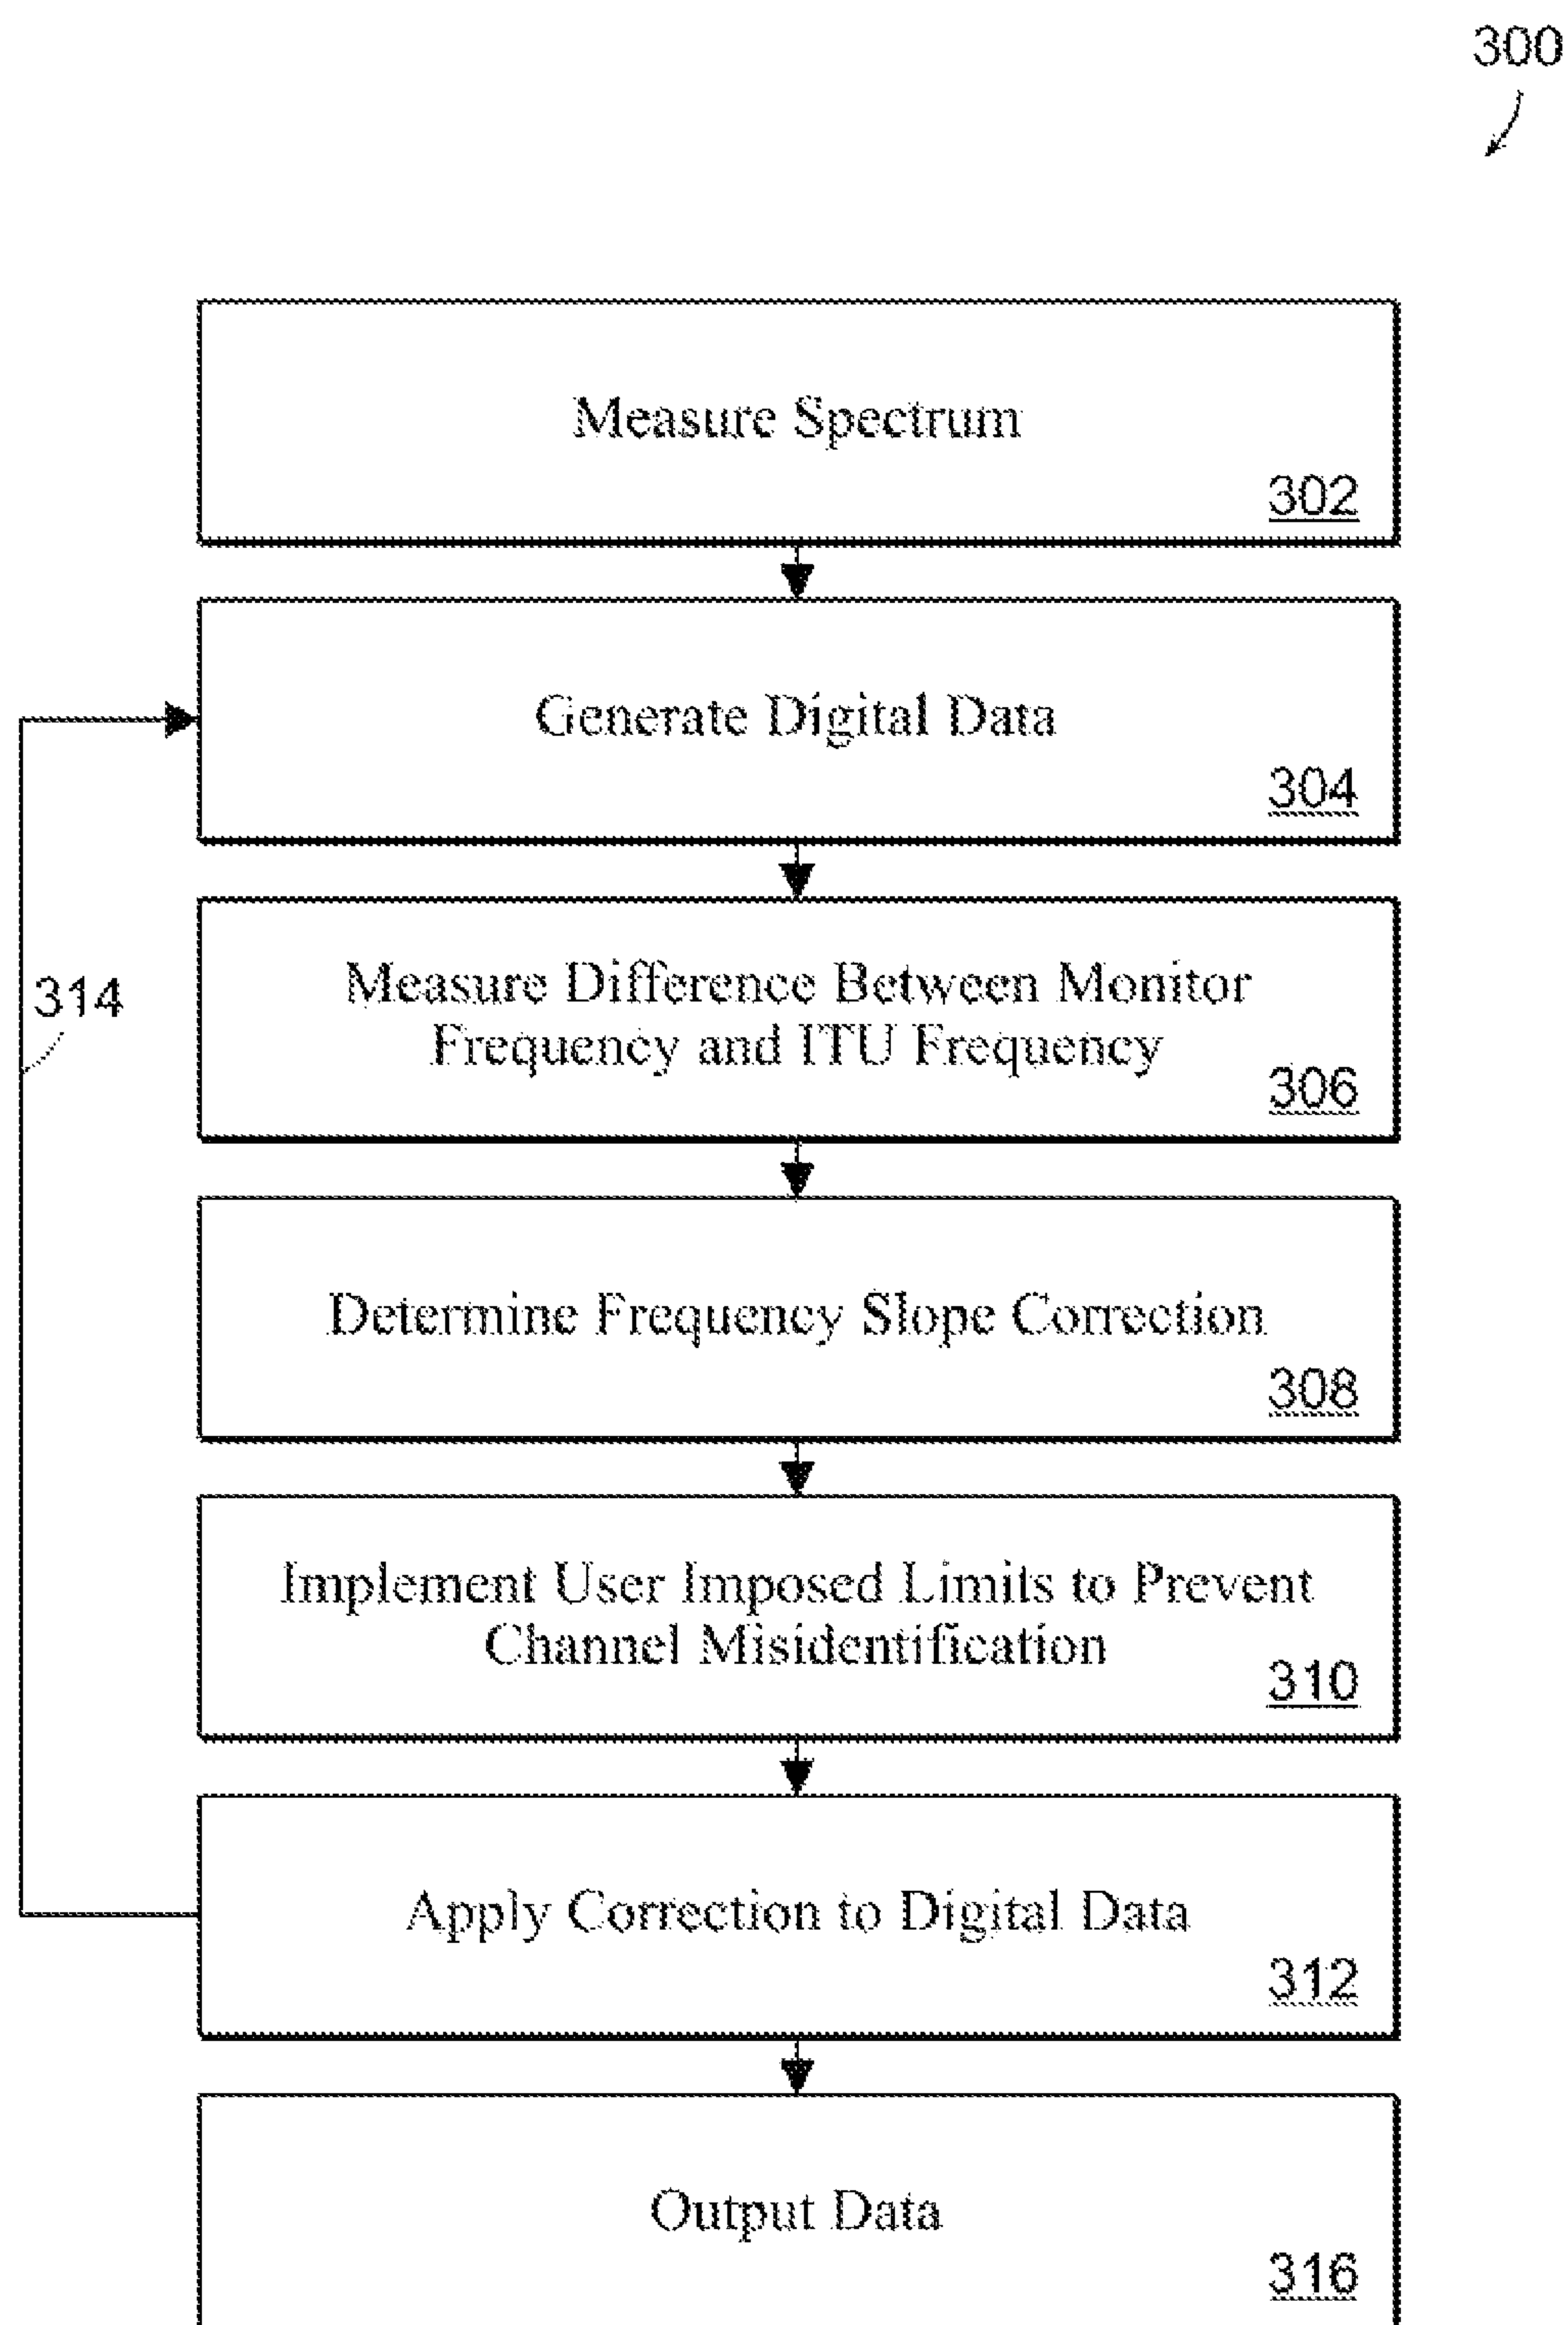 300
Measure Spectrum
302
Generate Digital Data
304
314
Measure Difference Between Monitor
Frequency and ITU Frequency
306
Determine Frequency Slope Correction
308
Implement User Imposed Limits to Prevent
Channel Misidentification
310
Apply Correction to Digital Data
312
Output Data
316